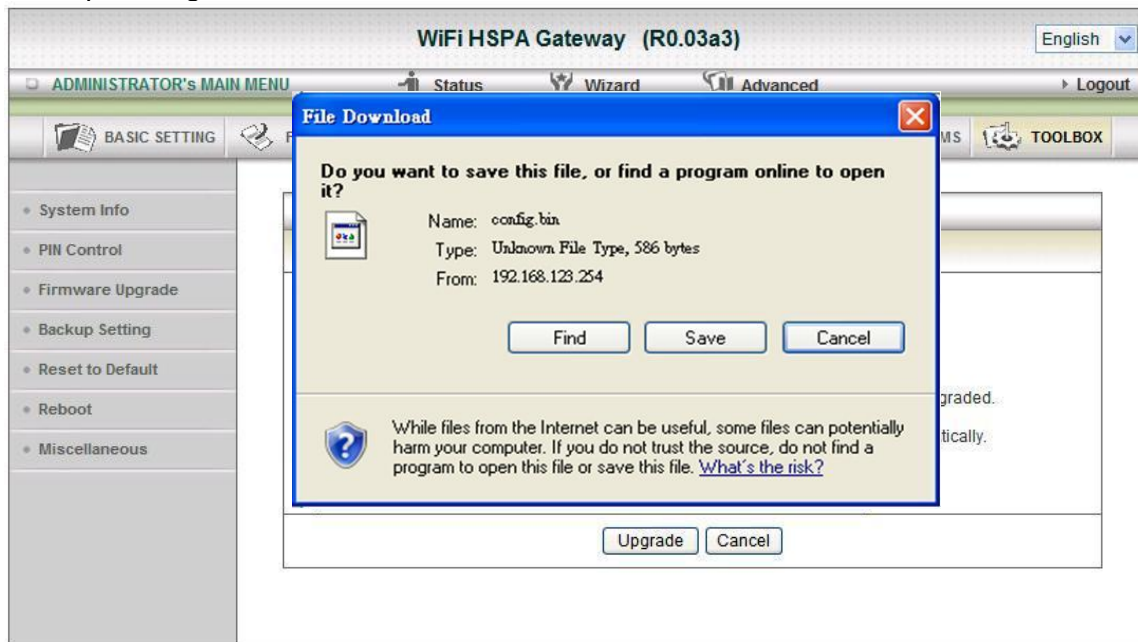 WiFi HSPA Gateway (R0.03a3)
English
ADMINISTRATOR's MAIN MENU
Status
Wizard
Advanced
Logout
BASIC SETTING
MS
TOOLBOX
System Info
PIN Control
Firmware Upgrade
Backup Setting
Reset to Default
Reboot
Miscellaneous
File Download
Do you want to save this file, or find a program online to open
it?
Name: config.bin
Type: Unknown File Type, 586 bytes
From: 192.168.123.254
Find
Save
Cancel
While files from the Internet can be useful, some files can potentially
harm your computer. If you do not trust the source, do not find a
program to open this file or save this file. What's the risk?
graded.
tically.
Upgrade
Cancel